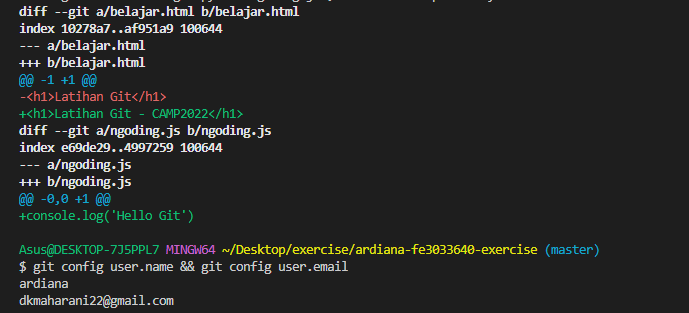 diff --git a/belajar.html b/belajar.html
index 10278a7..af951a9 100644
--- a/belajar.html
+++ b/belajar.html
@@ -1 +1 @@
-<h1>Latihan Git</h1>
+<h1>Latihan Git - CAMP2022</h1>
diff --git a/ngoding.js b/ngoding.js
index e69de29..4997259 100644
--- a/ngoding.js
+++ b/ngoding.js
@@ -0,0 +1 @@
+console.log('Hello Git')
Asus@DESKTOP-7J5PPL7 MINGW64 ~/Desktop/exercise/ardiana-fe3033640-exercise (master)
$ git config user.name && git config user.email
ardiana
dkmaharani22@gmail.com